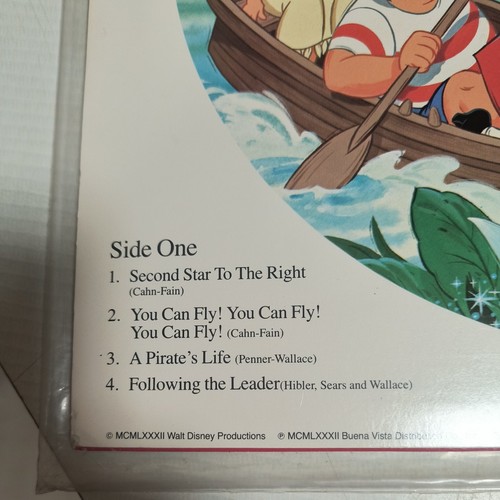 Side One
1. Second Star To The Right
(Cahn-Fain)
2. You Can Fly! You Can Fly!
You Can Fly! (Cahn-Fain)
3. A Pirate's Life (Penner-Wallace)
4. Following the Leader(Hibler, Sears and Wallace)
© MCMLXXXII Walt Disney Productions ℗ MCMLXXXII Buena Vista